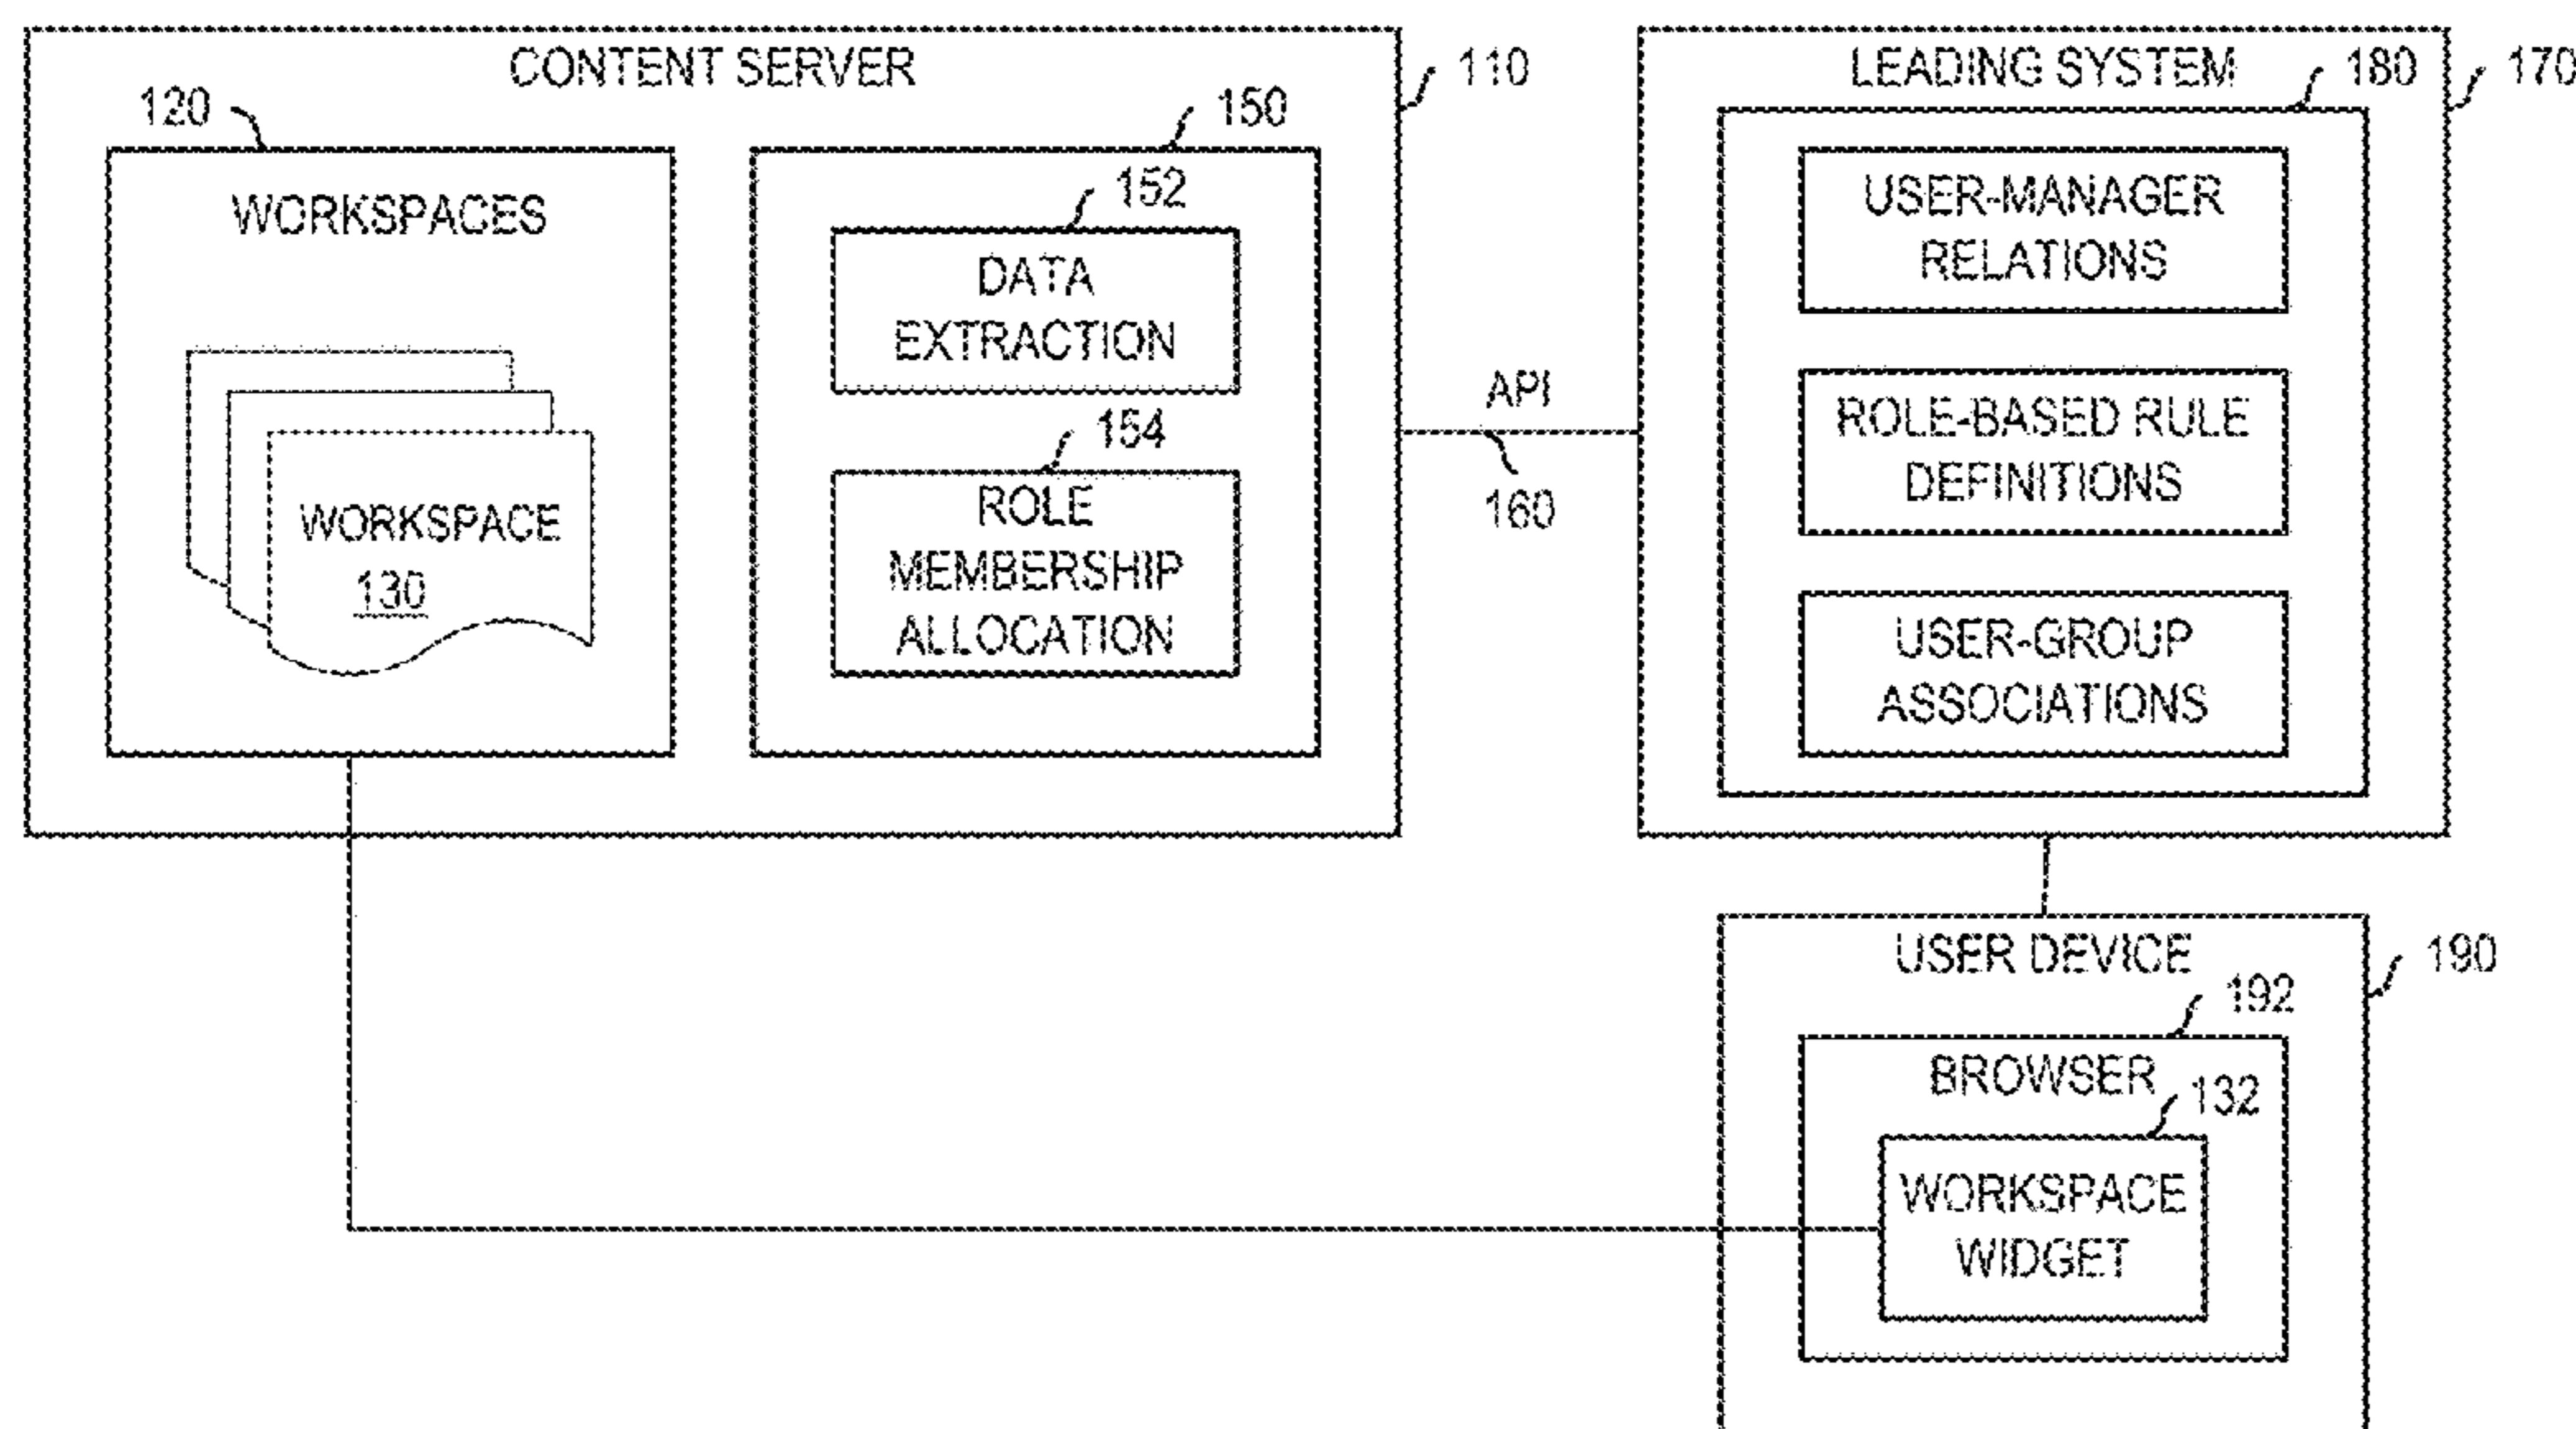 CONTENT SERVER
110
120
WORKSPACES
WORKSPACE
130
150
152
DATA
EXTRACTION
154
ROLE
MEMBERSHIP
ALLOCATION
API
160
LEADING SYSTEM
170
180
USER-MANAGER
RELATIONS
ROLE-BASED RULE
DEFINITIONS
USER-GROUP
ASSOCIATIONS
USER DEVICE
190
192
BROWSER
132
WORKSPACE
WIDGET